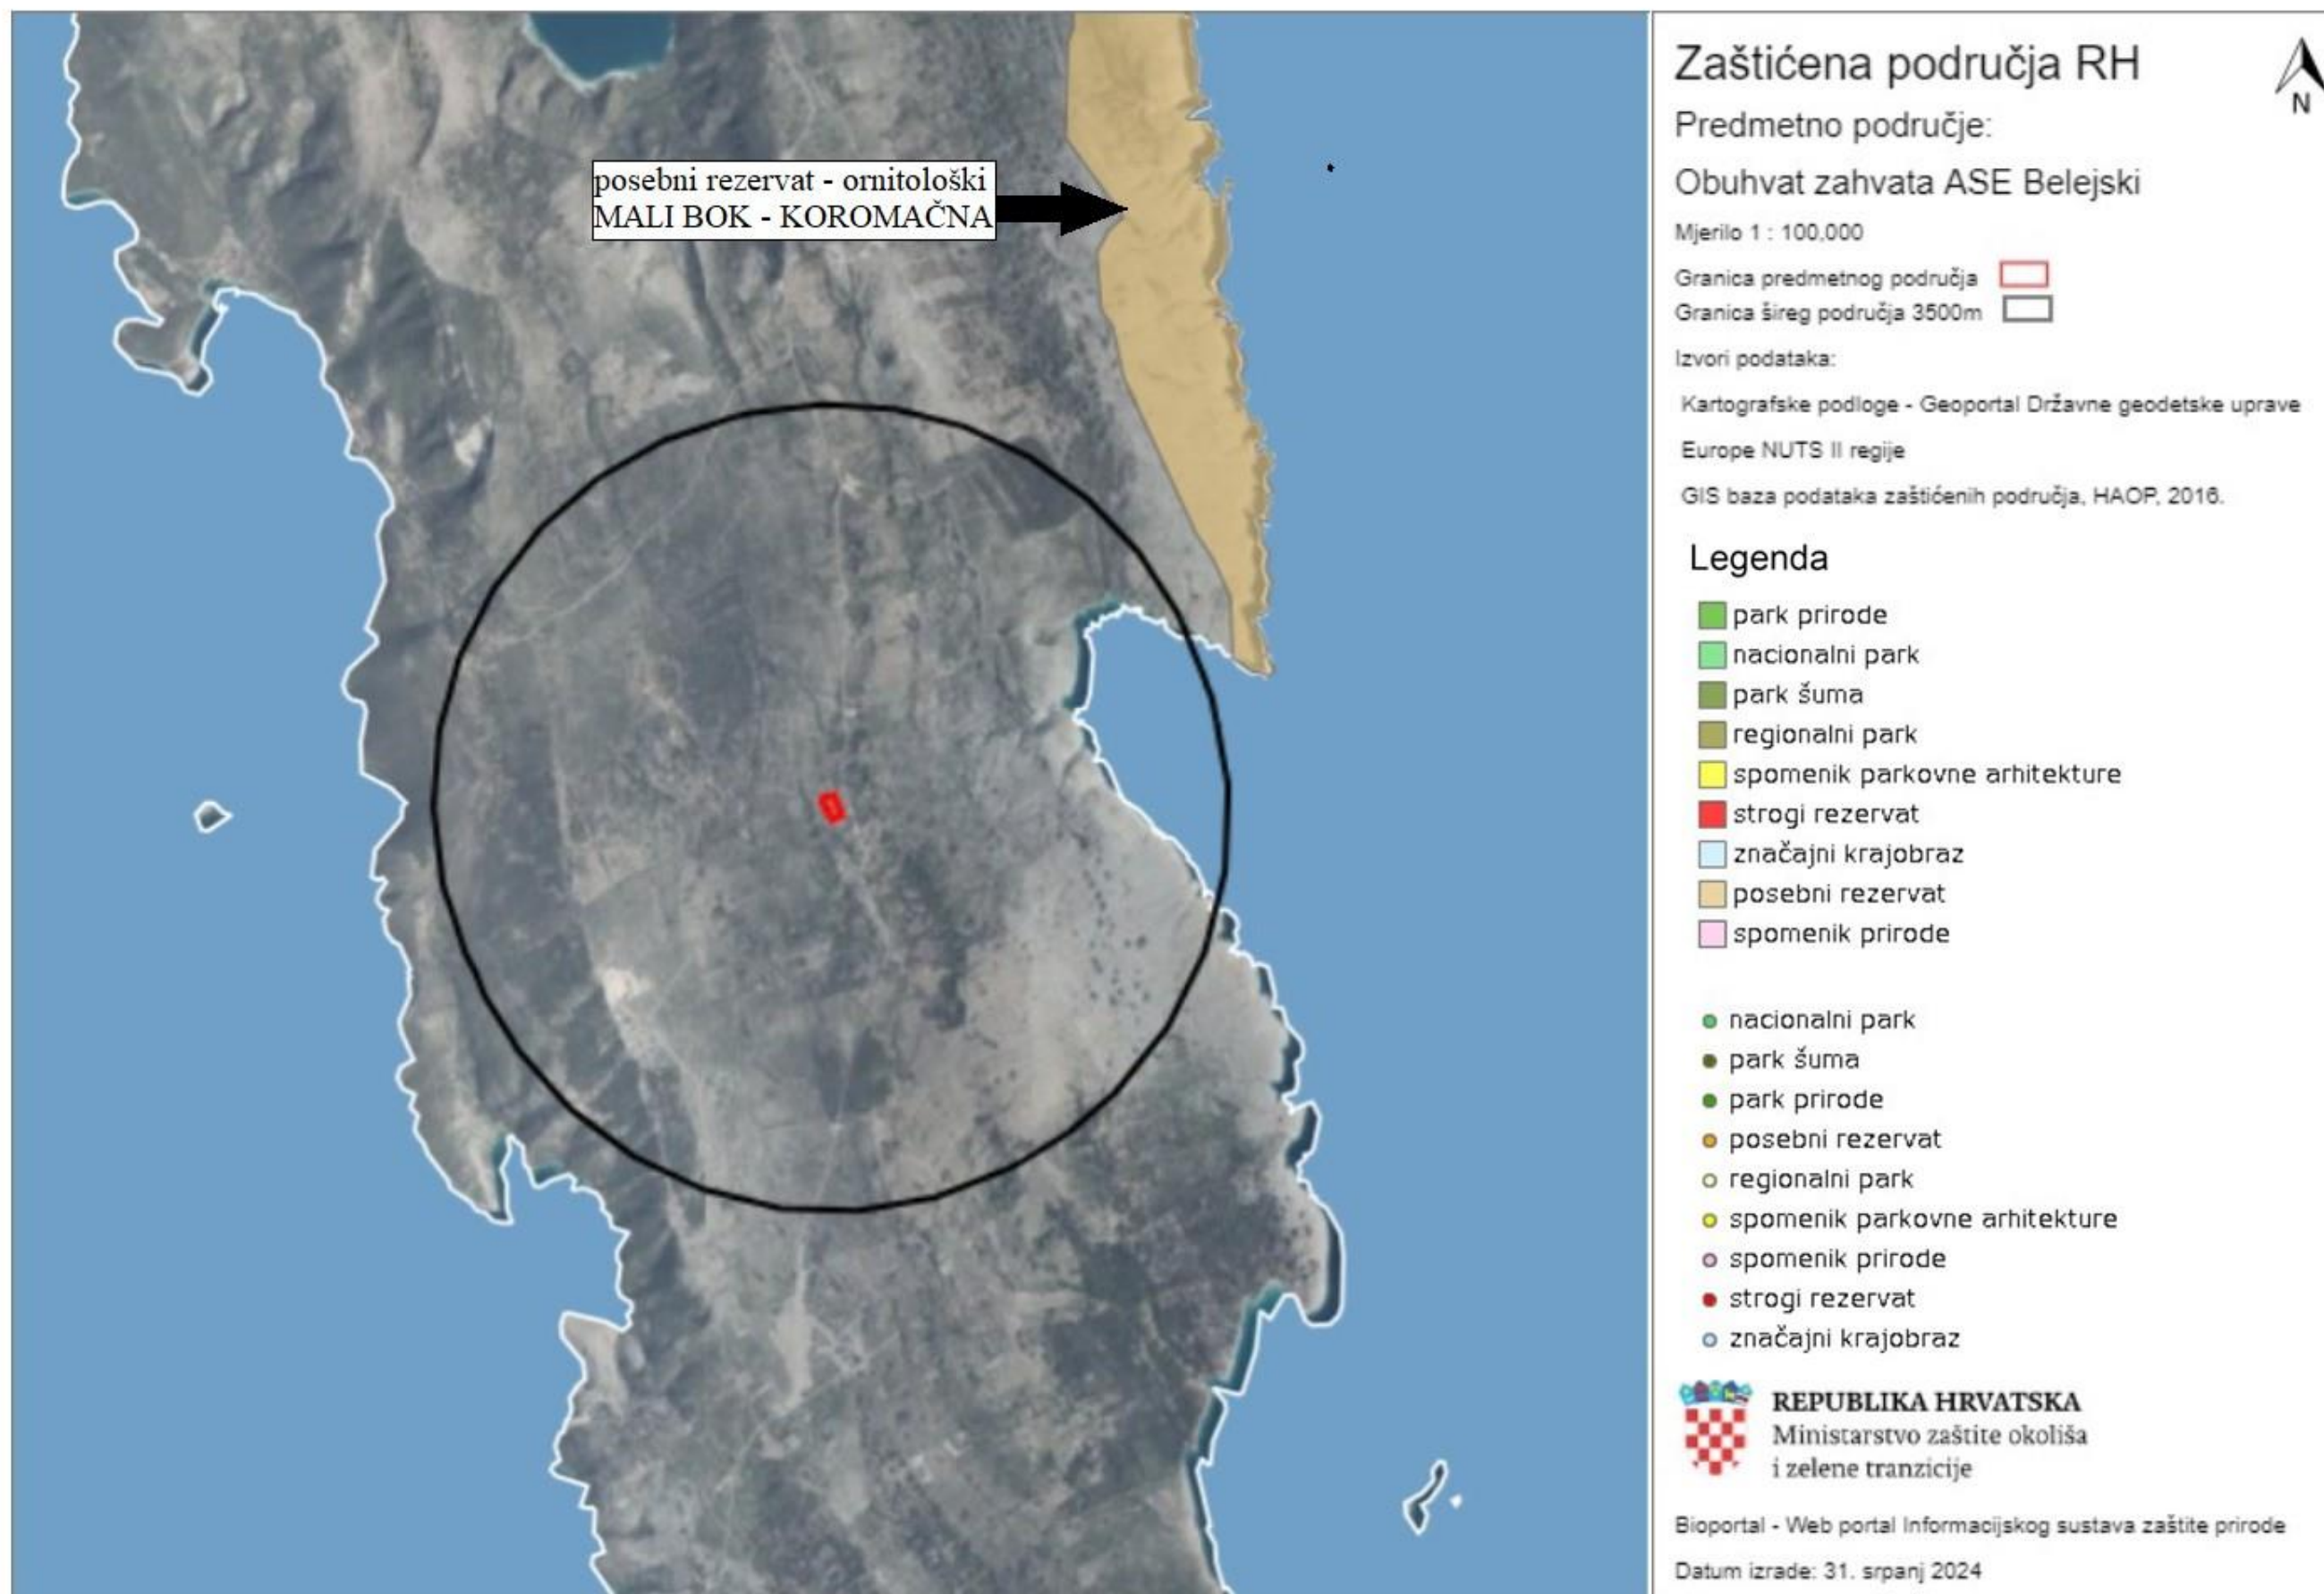 posebni rezervat - ornitološki
MALI BOK - KOROMAČNA
Zaštićena područja RH
N
Predmetno područje:
Obuhvat zahvata ASE Belejski
Mjerilo 1 : 100,000
Granica predmetnog područja
Granica šireg područja 3500m
Izvori podataka:
Kartografske podloge - Geoportal Državne geodetske uprave
Europe NUTS II regije
GIS baza podataka zaštićenih područja, HAOP, 2016.
Legenda
park prirode
nacionalni park
park šuma
regionalni park
spomenik parkovne arhitekture
strogi rezervat
značajni krajobraz
posebni rezervat
spomenik prirode
nacionalni park
park šuma
park prirode
posebni rezervat
regionalni park
spomenik parkovne arhitekture
spomenik prirode
strogi rezervat
značajni krajobraz
REPUBLIKA HRVATSKA
Ministarstvo zaštite okoliša
i zelene tranzicije
Bioportal - Web portal Informacijskog sustava zaštite prirode
Datum izrade: 31. srpanj 2024